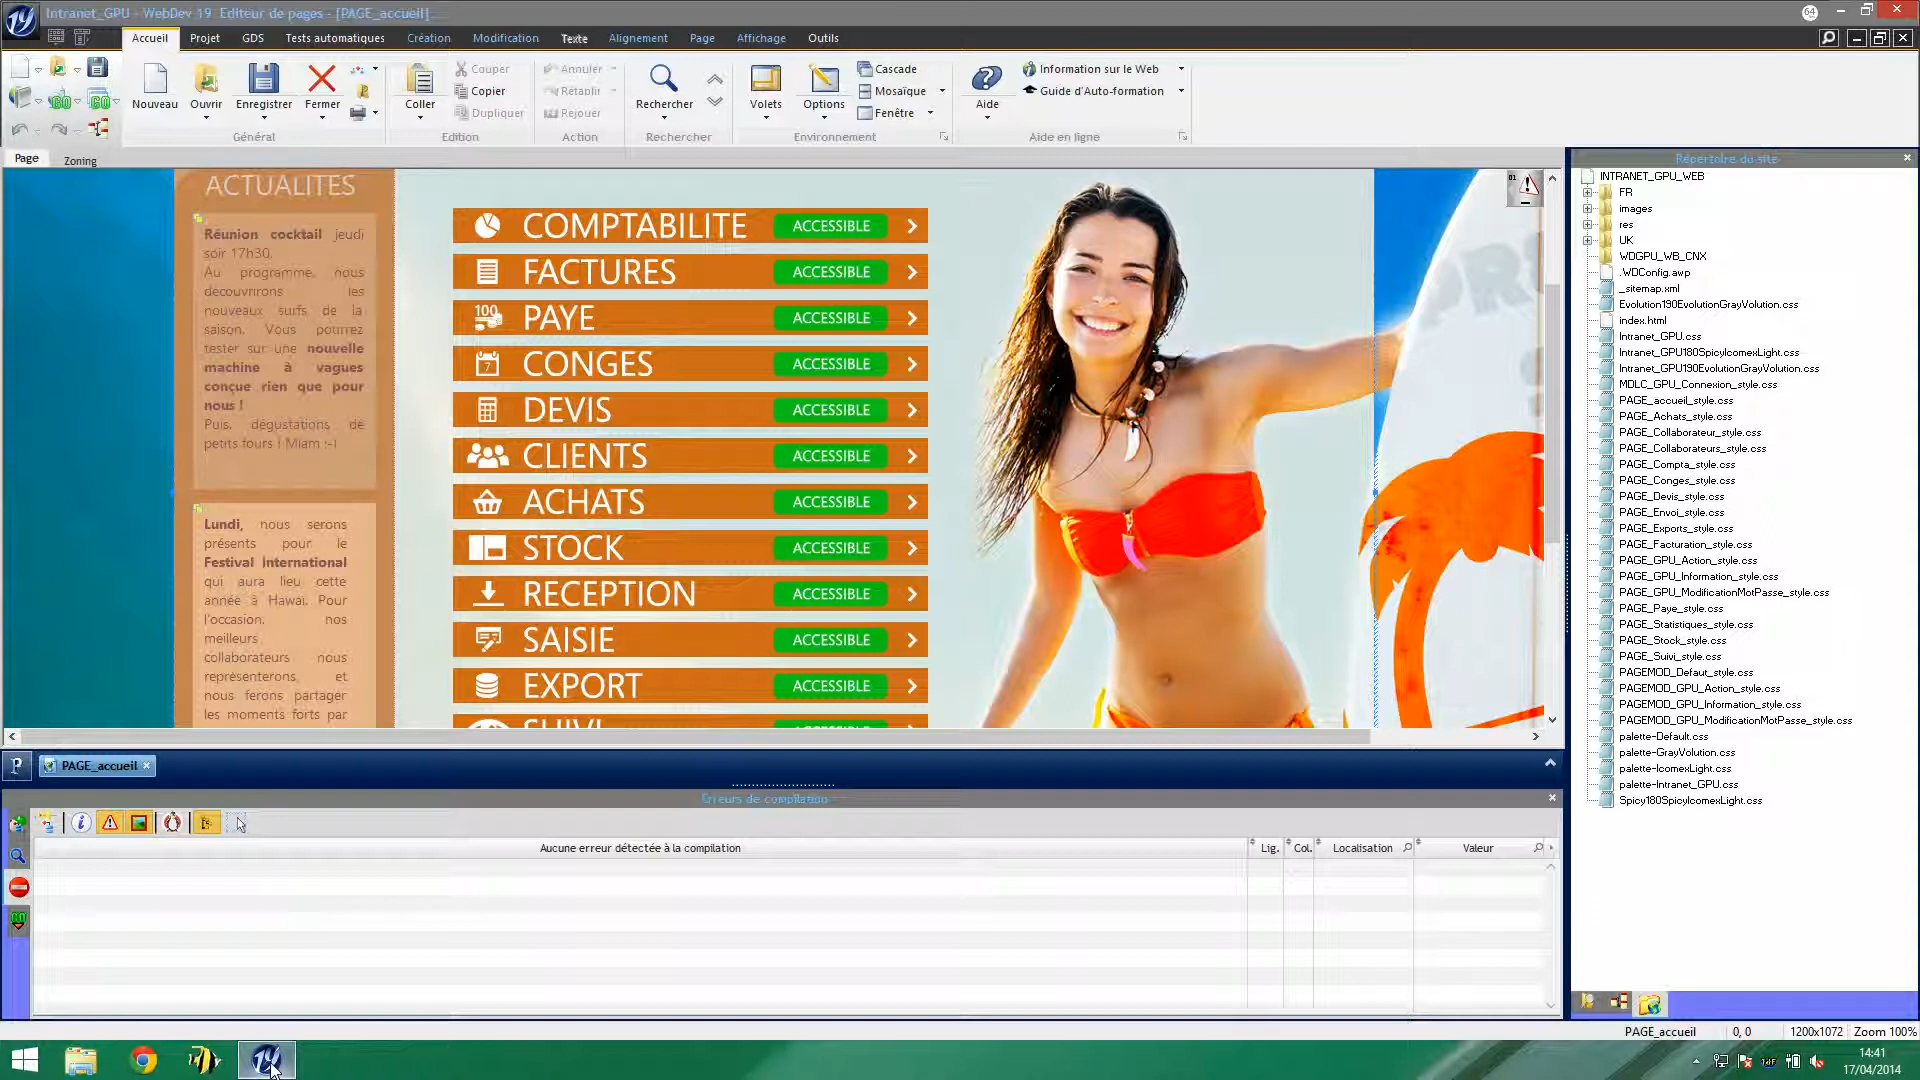 Intranet_GPU - WebDev 19 Editeur de pages - [PAGE_accueil]
64
Accueil Projet GDS Tests automatiques Création Modification Texte Alignement Page Affichage Outils
Nouveau Ouvrir Enregistrer Fermer
Général
Coller Couper Copier Dupliquer
Edition
Annuler Rétablir Rejouer
Action
Rechercher
Rechercher
Volets Options Cascade Mosaïque Fenêtre
Environnement
Aide Information sur le Web Guide d'Auto-formation
Aide en ligne
Page Zoning
ACTUALITES
Réunion cocktail jeudi
soir 17h30.
Au programme, nous
découvrirons les
nouveaux surfs de la
saison. Vous pourrez
tester sur une nouvelle
machine à vagues
conçue rien que pour
nous !
Puis, dégustations de
petits fours ! Miam :-)
Lundi, nous serons
présents pour le
Festival International
qui aura lieu cette
année à Hawaï. Pour
l'occasion, nos
meilleurs
collaborateurs nous
représenterons, et
nous ferons partager
les moments forts par
COMPTABILITE ACCESSIBLE
FACTURES ACCESSIBLE
100 PAYE ACCESSIBLE
7 CONGES ACCESSIBLE
DEVIS ACCESSIBLE
CLIENTS ACCESSIBLE
ACHATS ACCESSIBLE
STOCK ACCESSIBLE
RECEPTION ACCESSIBLE
SAISIE ACCESSIBLE
EXPORT ACCESSIBLE
SUIVI
01
Répertoire du site
INTRANET_GPU_WEB
FR
images
res
UK
WDGPU_WB_CNX
.WDConfig.awp
_sitemap.xml
Evolution190EvolutionGrayVolution.css
index.html
Intranet_GPU.css
Intranet_GPU180SpicyIcomexLight.css
Intranet_GPU190EvolutionGrayVolution.css
MDLC_GPU_Connexion_style.css
PAGE_accueil_style.css
PAGE_Achats_style.css
PAGE_Collaborateur_style.css
PAGE_Collaborateurs_style.css
PAGE_Compta_style.css
PAGE_Conges_style.css
PAGE_Devis_style.css
PAGE_Envoi_style.css
PAGE_Exports_style.css
PAGE_Facturation_style.css
PAGE_GPU_Action_style.css
PAGE_GPU_Information_style.css
PAGE_GPU_ModificationMotPasse_style.css
PAGE_Paye_style.css
PAGE_Statistiques_style.css
PAGE_Stock_style.css
PAGE_Suivi_style.css
PAGEMOD_Defaut_style.css
PAGEMOD_GPU_Action_style.css
PAGEMOD_GPU_Information_style.css
PAGEMOD_GPU_ModificationMotPasse_style.css
palette-Default.css
palette-GrayVolution.css
palette-IcomexLight.css
palette-Intranet_GPU.css
Spicy180SpicyIcomexLight.css
PAGE_accueil
Erreurs de compilation
Aucune erreur détectée à la compilation Lig. Col. Localisation Valeur
PAGE_accueil 0, 0 1200x1072 Zoom 100%
14:41
17/04/2014